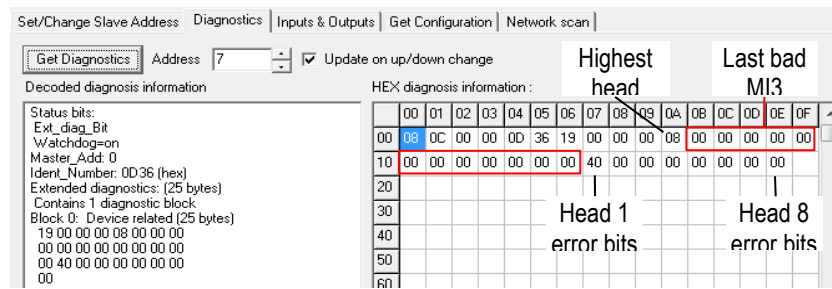 Set/Change Slave Address Diagnostics Inputs & Outputs Get Configuration Network scan
Get Diagnostics Address 7 Update on up/down change
Highest head
Last bad MI3
Decoded diagnosis information
HEX diagnosis information :
Status bits:
Ext_diag_Bit
Watchdog=on
Master_Add: 0
Ident_Number: 0D36 (hex)
Extended diagnostics: (25 bytes)
Contains 1 diagnostic block
Block 0: Device related (25 bytes)
19 00 00 00 08 00 00 00
00 00 00 00 00 00 00 00
00 40 00 00 00 00 00 00
00
00 01 02 03 04 05 06 07 08 09 0A 0B 0C 0D 0E 0F
00 08 0C 00 00 0D 36 19 00 00 00 08 00 00 00 00 00
10 00 00 00 00 00 00 00 40 00 00 00 00 00 00 00
20
30
40
50
60
Head 1 error bits
Head 8 error bits